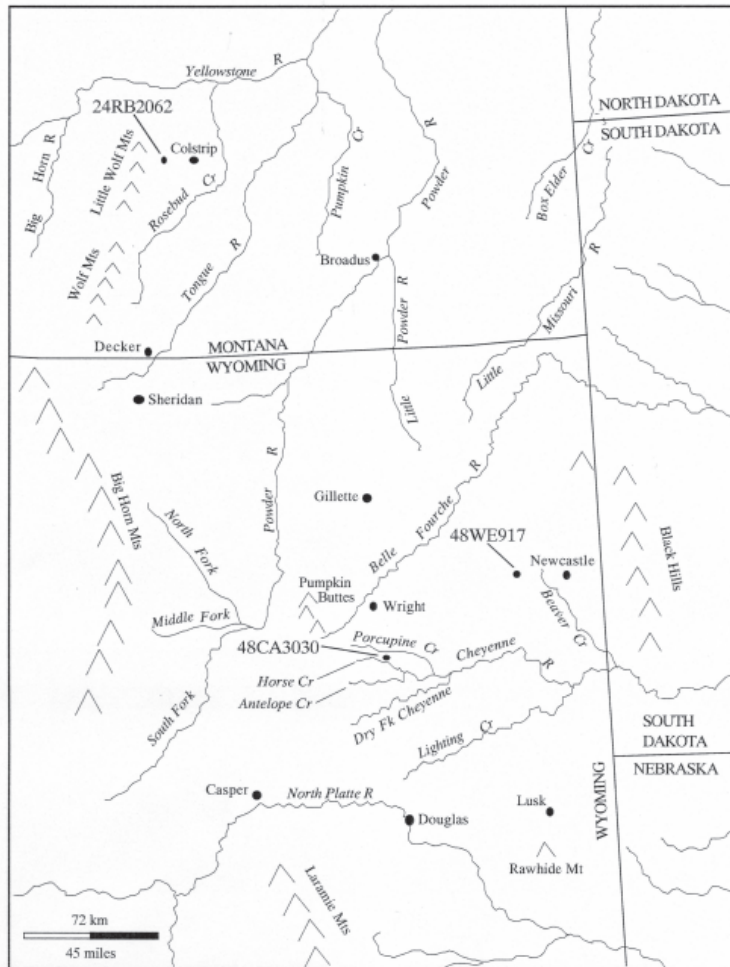 Yellowstone R
24RB2062
NORTH DAKOTA
SOUTH DAKOTA
Big Horn R
Little Wolf Mts
Colstrip
Rosebud Cr
Pumpkin Cr
Powder R
Box Elder Cr
Wolf Mts
Tongue R
Broadus
Powder R
Little
Little Missouri R
Decker
MONTANA
WYOMING
Sheridan
Big Horn Mts
Powder R
Gillette
Belle Fourche R
48WE917
Newcastle
Black Hills
North Fork
Pumpkin
Buttes
Wright
Beaver Cr
Middle Fork
Porcupine Cr
48CA3030
Cheyenne R
Horse Cr
Antelope Cr
South Fork
Dry Fk Cheyenne
Lighting Cr
SOUTH
DAKOTA
NEBRASKA
WYOMING
Casper
North Platte R
Douglas
Lusk
Rawhide Mt
Laramie Mts
72 km
45 miles